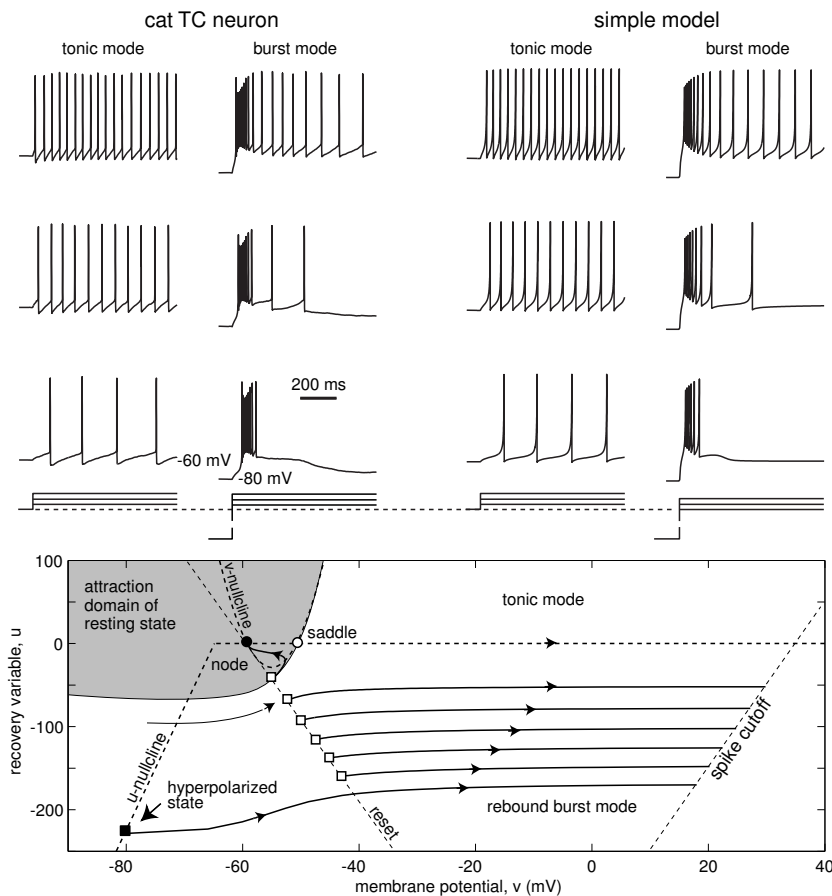 cat TC neuron
simple model
tonic mode
burst mode
tonic mode
burst mode
200 ms
-60 mV
-80 mV
100
0
-100
-200
recovery variable, u
attraction
domain of
resting state
v-nullcline
tonic mode
saddle
node
u-nullcline
hyperpolarized
state
reset
rebound burst mode
spike cutoff
-80
-60
-40
-20
0
20
40
membrane potential, v (mV)